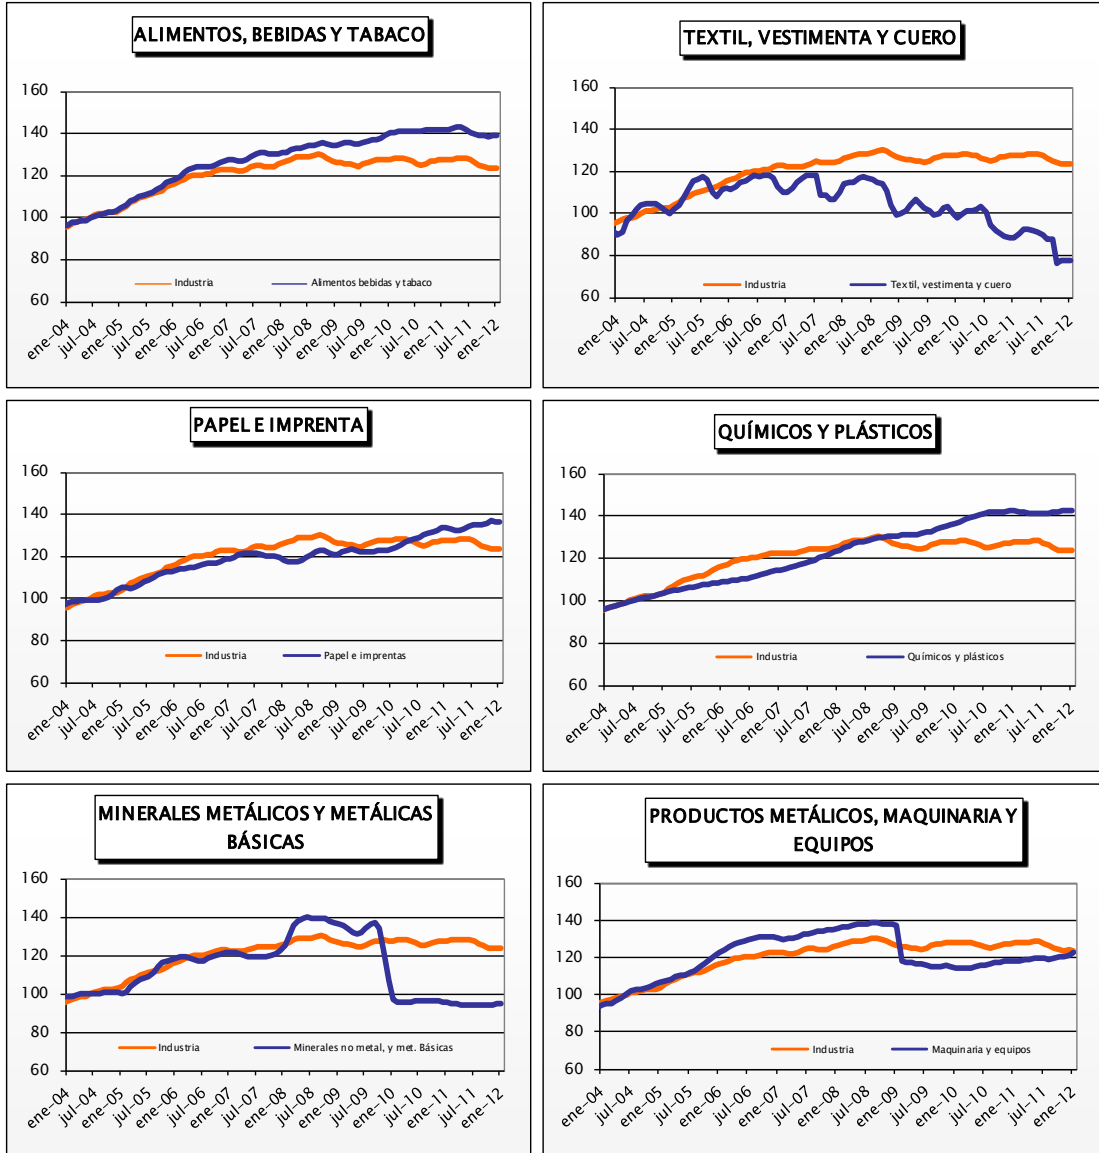 ALIMENTOS, BEBIDAS Y TABACO
160
140
120
100
80
60
Industria
Alimentos bebidas y tabaco
ene-04
jul-04
ene-05
jul-05
ene-06
jul-06
ene-07
jul-07
ene-08
jul-08
ene-09
jul-09
ene-10
jul-10
ene-11
jul-11
ene-12
TEXTIL, VESTIMENTA Y CUERO
160
140
120
100
80
60
Industria
Textil, vestimenta y cuero
ene-04
jul-04
ene-05
jul-05
ene-06
jul-06
ene-07
jul-07
ene-08
jul-08
ene-09
jul-09
ene-10
jul-10
ene-11
jul-11
ene-12
PAPEL E IMPRENTA
160
140
120
100
80
60
Industria
Papel e imprentas
ene-04
jul-04
ene-05
jul-05
ene-06
jul-06
ene-07
jul-07
ene-08
jul-08
ene-09
jul-09
ene-10
jul-10
ene-11
jul-11
ene-12
QUÍMICOS Y PLÁSTICOS
160
140
120
100
80
60
Industria
Químicos y plásticos
ene-04
jul-04
ene-05
jul-05
ene-06
jul-06
ene-07
jul-07
ene-08
jul-08
ene-09
jul-09
ene-10
jul-10
ene-11
jul-11
ene-12
MINERALES METÁLICOS Y METÁLICAS
BÁSICAS
160
140
120
100
80
60
Industria
Minerales no metal, y met. Básicas
ene-04
jul-04
ene-05
jul-05
ene-06
jul-06
ene-07
jul-07
ene-08
jul-08
ene-09
jul-09
ene-10
jul-10
ene-11
jul-11
ene-12
PRODUCTOS METÁLICOS, MAQUINARIA Y
EQUIPOS
160
140
120
100
80
60
Industria
Maquinaria y equipos
ene-04
jul-04
ene-05
jul-05
ene-06
jul-06
ene-07
jul-07
ene-08
jul-08
ene-09
jul-09
ene-10
jul-10
ene-11
jul-11
ene-12